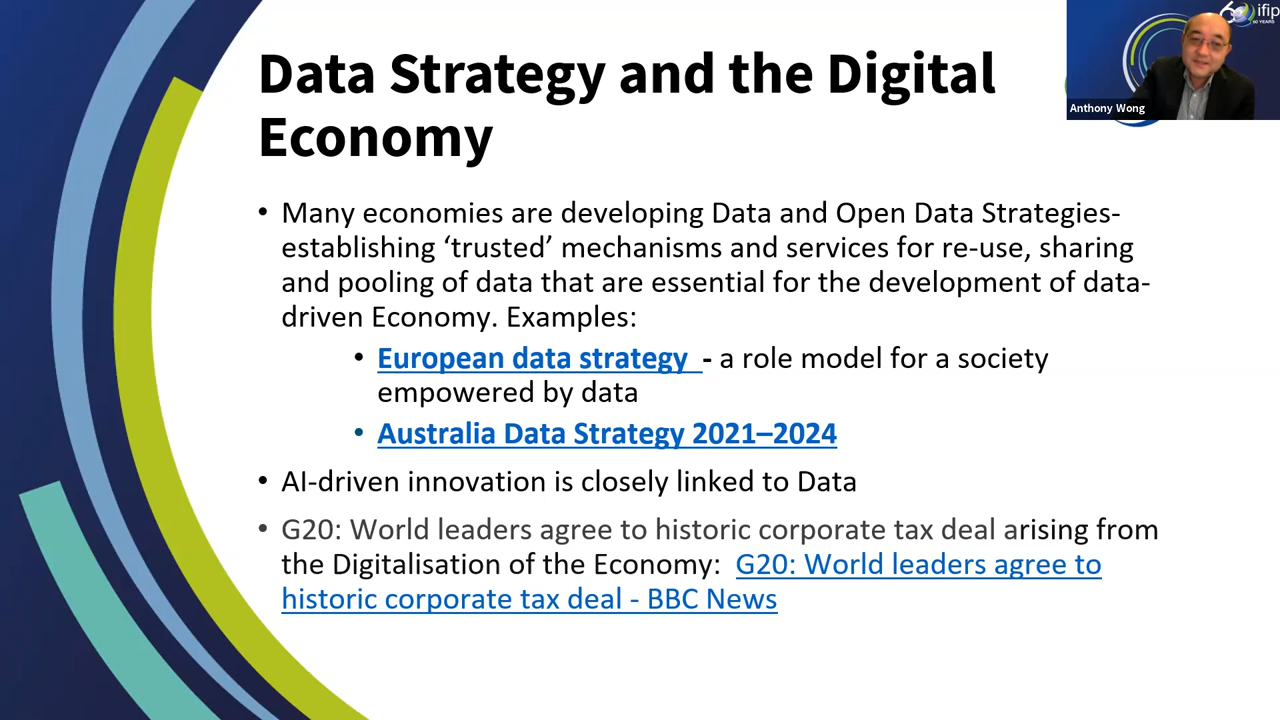 Data Strategy and the Digital
Economy
• Many economies are developing Data and Open Data Strategies-
establishing ‘trusted’ mechanisms and services for re-use, sharing
and pooling of data that are essential for the development of data-
driven Economy. Examples:
• European data strategy - a role model for a society
empowered by data
• Australia Data Strategy 2021–2024
• AI-driven innovation is closely linked to Data
• G20: World leaders agree to historic corporate tax deal arising from
the Digitalisation of the Economy: G20: World leaders agree to
historic corporate tax deal - BBC News
60 ifip
60 YEARS
Anthony Wong